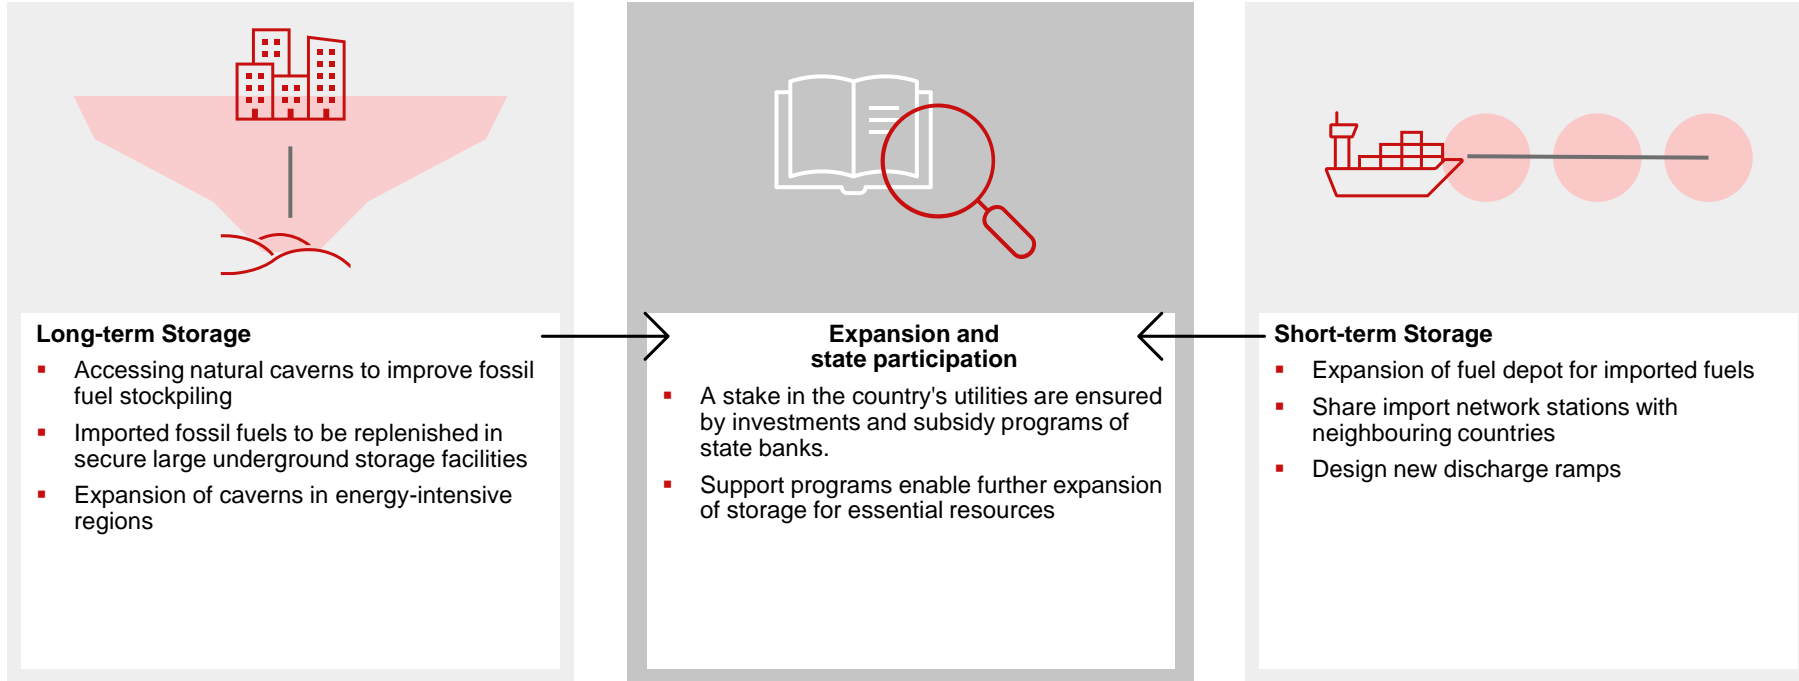 Long-term Storage
▪ Accessing natural caverns to improve fossil
fuel stockpiling
▪ Imported fossil fuels to be replenished in
secure large underground storage facilities
▪ Expansion of caverns in energy-intensive
regions
Expansion and
state participation
▪ A stake in the country's utilities are ensured
by investments and subsidy programs of
state banks.
▪ Support programs enable further expansion
of storage for essential resources
Short-term Storage
▪ Expansion of fuel depot for imported fuels
▪ Share import network stations with
neighbouring countries
▪ Design new discharge ramps